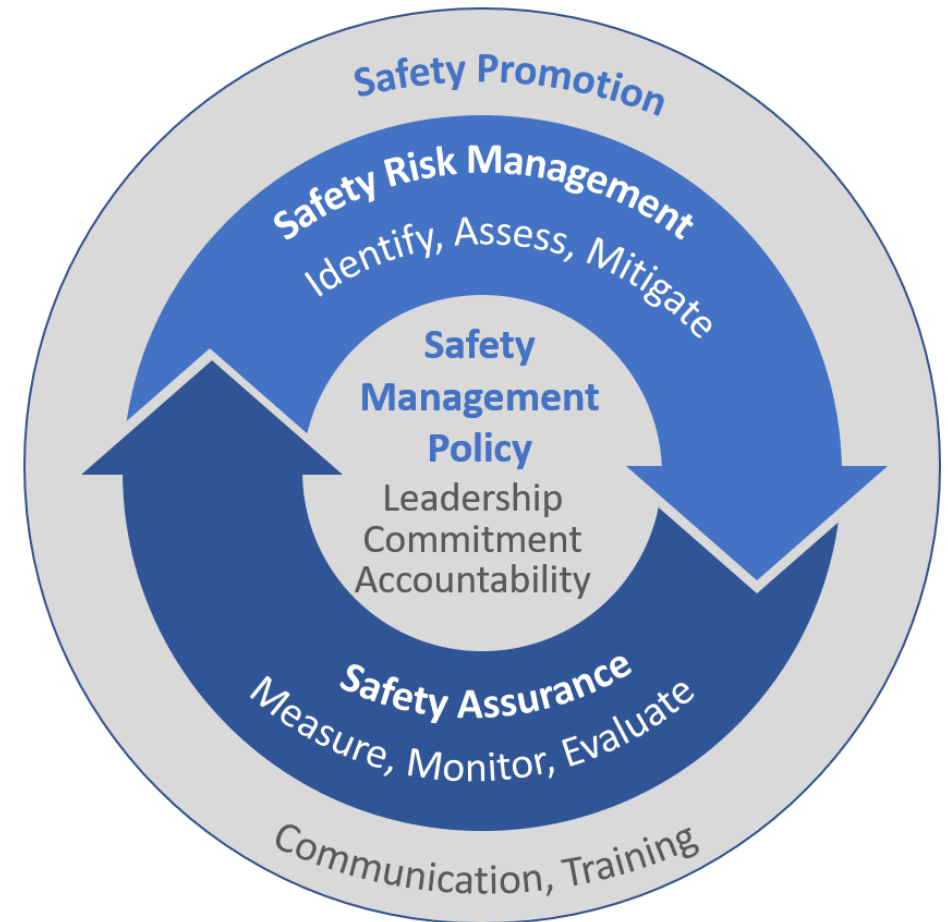 Safety Promotion
Safety Risk Management
Identify, Assess, Mitigate
Safety
Management
Policy
Leadership
Commitment
Accountability
Safety Assurance
Measure, Monitor, Evaluate
Communication, Training